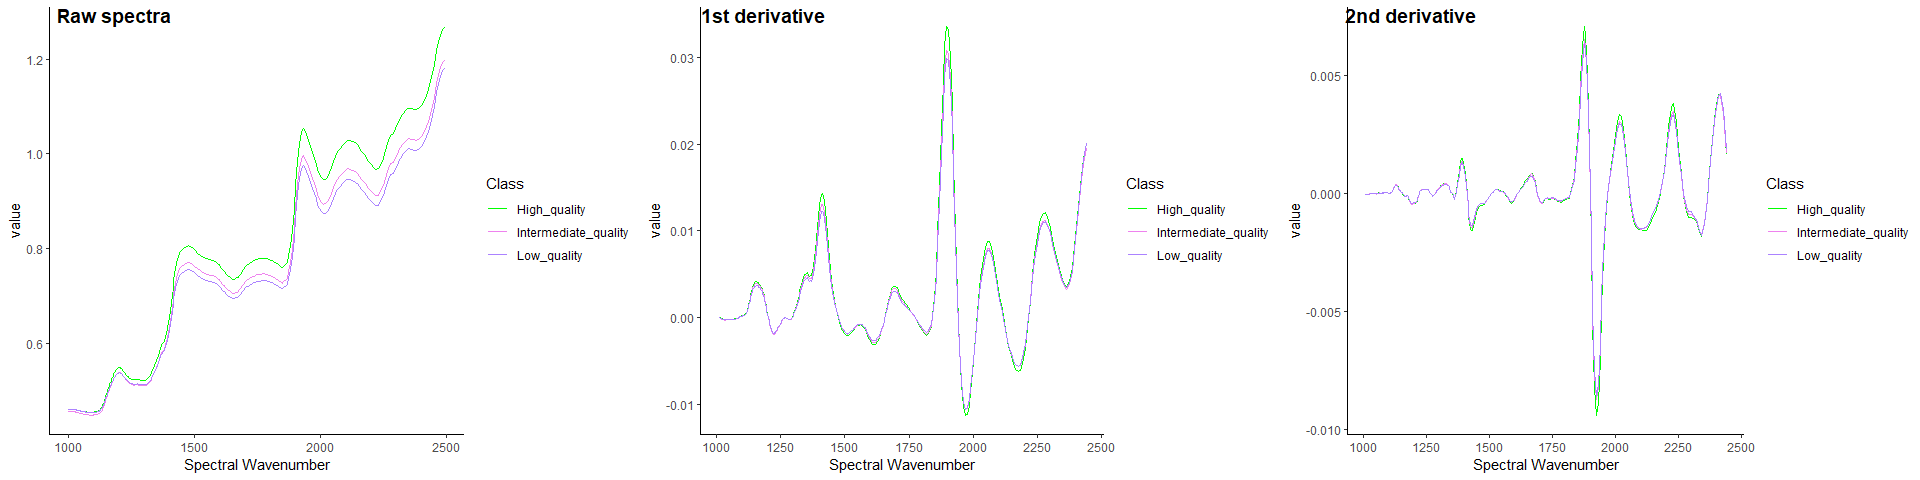 Raw spectra
1.2
1.0
0.8
0.6
value
1000 1500 2000 2500
Spectral Wavenumber
Class
High_quality
Intermediate_quality
Low_quality
1st derivative
0.03
0.02
0.01
0.00
-0.01
value
1000 1250 1500 1750 2000 2250 2500
Spectral Wavenumber
Class
High_quality
Intermediate_quality
Low_quality
2nd derivative
0.005
0.000
-0.005
-0.010
value
1000 1250 1500 1750 2000 2250 2500
Spectral Wavenumber
Class
High_quality
Intermediate_quality
Low_quality